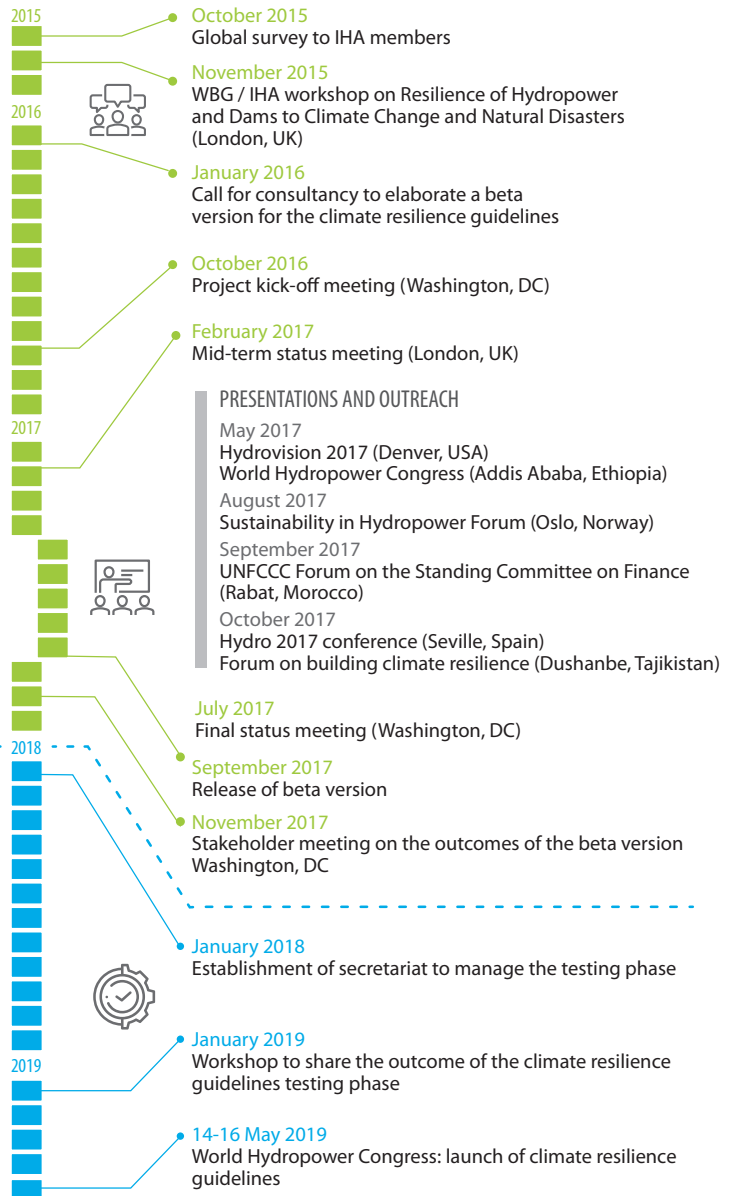 2015
October 2015
Global survey to IHA members
November 2015
WBG / IHA workshop on Resilience of Hydropower
and Dams to Climate Change and Natural Disasters
(London, UK)
2016
January 2016
Call for consultancy to elaborate a beta
version for the climate resilience guidelines
October 2016
Project kick-off meeting (Washington, DC)
February 2017
Mid-term status meeting (London, UK)
PRESENTATIONS AND OUTREACH
2017
May 2017
Hydrovision 2017 (Denver, USA)
World Hydropower Congress (Addis Ababa, Ethiopia)
August 2017
Sustainability in Hydropower Forum (Oslo, Norway)
September 2017
UNFCCC Forum on the Standing Committee on Finance
(Rabat, Morocco)
October 2017
Hydro 2017 conference (Seville, Spain)
Forum on building climate resilience (Dushanbe, Tajikistan)
July 2017
Final status meeting (Washington, DC)
2018
September 2017
Release of beta version
November 2017
Stakeholder meeting on the outcomes of the beta version
Washington, DC
January 2018
Establishment of secretariat to manage the testing phase
January 2019
Workshop to share the outcome of the climate resilience
guidelines testing phase
2019
14-16 May 2019
World Hydropower Congress: launch of climate resilience
guidelines